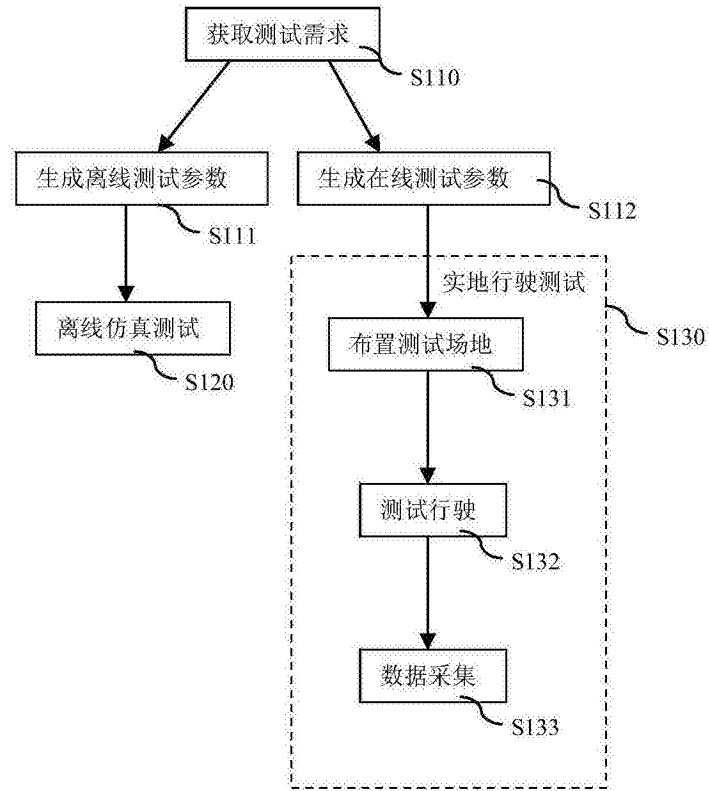 获取测试需求
S110
生成离线测试参数
S111
生成在线测试参数
S112
离线仿真测试
S120
实地行驶测试
S130
布置测试场地
S131
测试行驶
S132
数据采集
S133